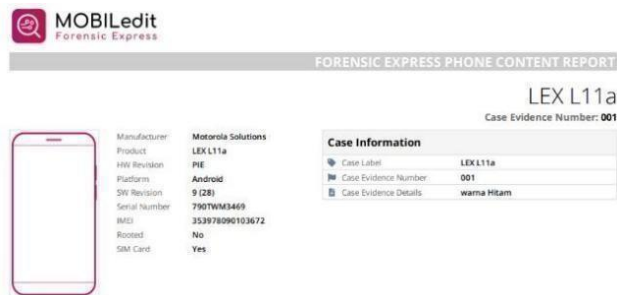 MOBILedit
Forensic Express
FORENSIC EXPRESS PHONE CONTENT REPORT
LEX L11a
Case Evidence Number: 001
Manufacturer Motorola Solutions
Product LEX L11a
HW Revision PIE
Platform Android
SW Revision 9 (28)
Serial Number 790TWM3469
IMEI 353978090103672
Rooted No
SIM Card Yes
Case Information
Case Label LEX L11a
Case Evidence Number 001
Case Evidence Details warna Hitam